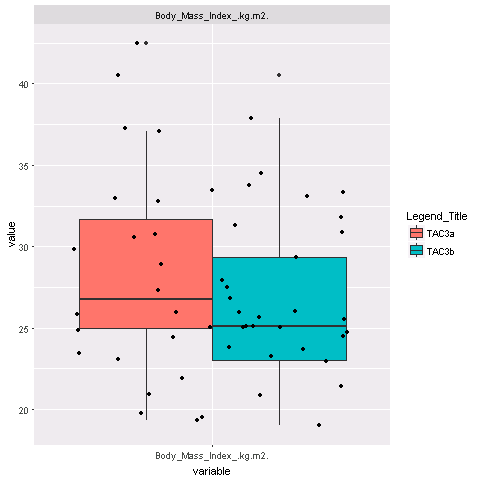 Body_Mass_Index_.kg.m2.
40
35
30
25
20
value
Body_Mass_Index_.kg.m2.
variable
Legend_Title
TAC3a
TAC3b